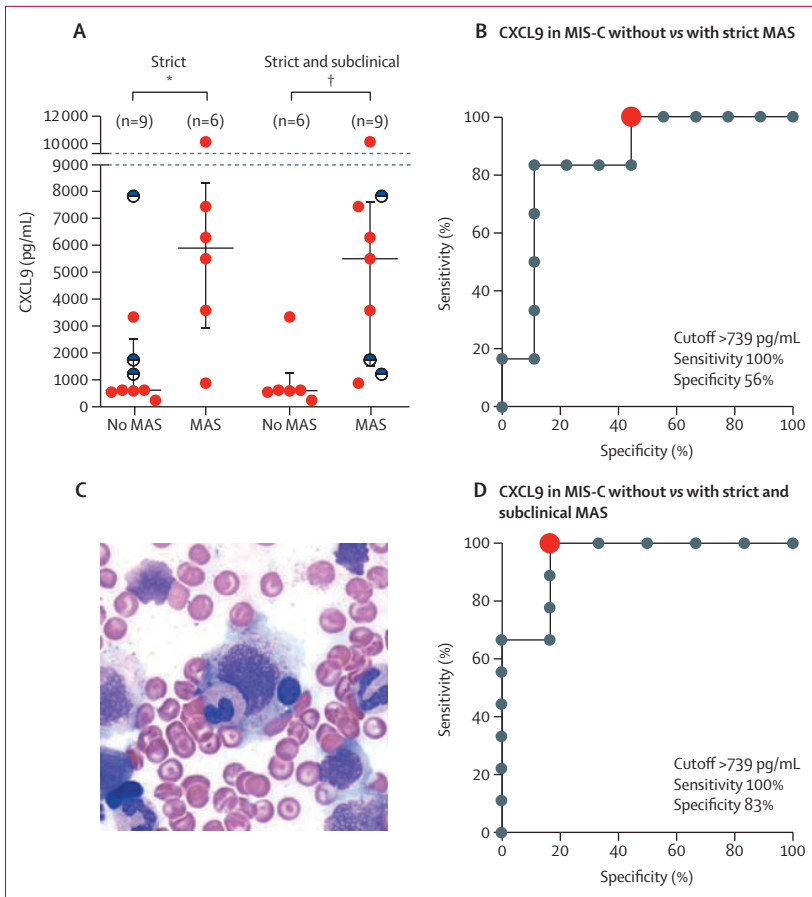 A
Strict
*
Strict and subclinical
†
(n=9)
(n=6)
(n=6)
(n=9)
12 000
10 000
9000
8000
7000
6000
5000
4000
3000
2000
1000
0
CXCL9 (pg/mL)
No MAS
MAS
No MAS
MAS
B CXCL9 in MIS-C without vs with strict MAS
100
80
60
40
20
0
Sensitivity (%)
Cutoff >739 pg/mL
Sensitivity 100%
Specificity 56%
0 20 40 60 80 100
Specificity (%)
C
D CXCL9 in MIS-C without vs with strict and
subclinical MAS
100
80
60
40
20
0
Sensitivity (%)
Cutoff >739 pg/mL
Sensitivity 100%
Specificity 83%
0 20 40 60 80 100
Specificity (%)